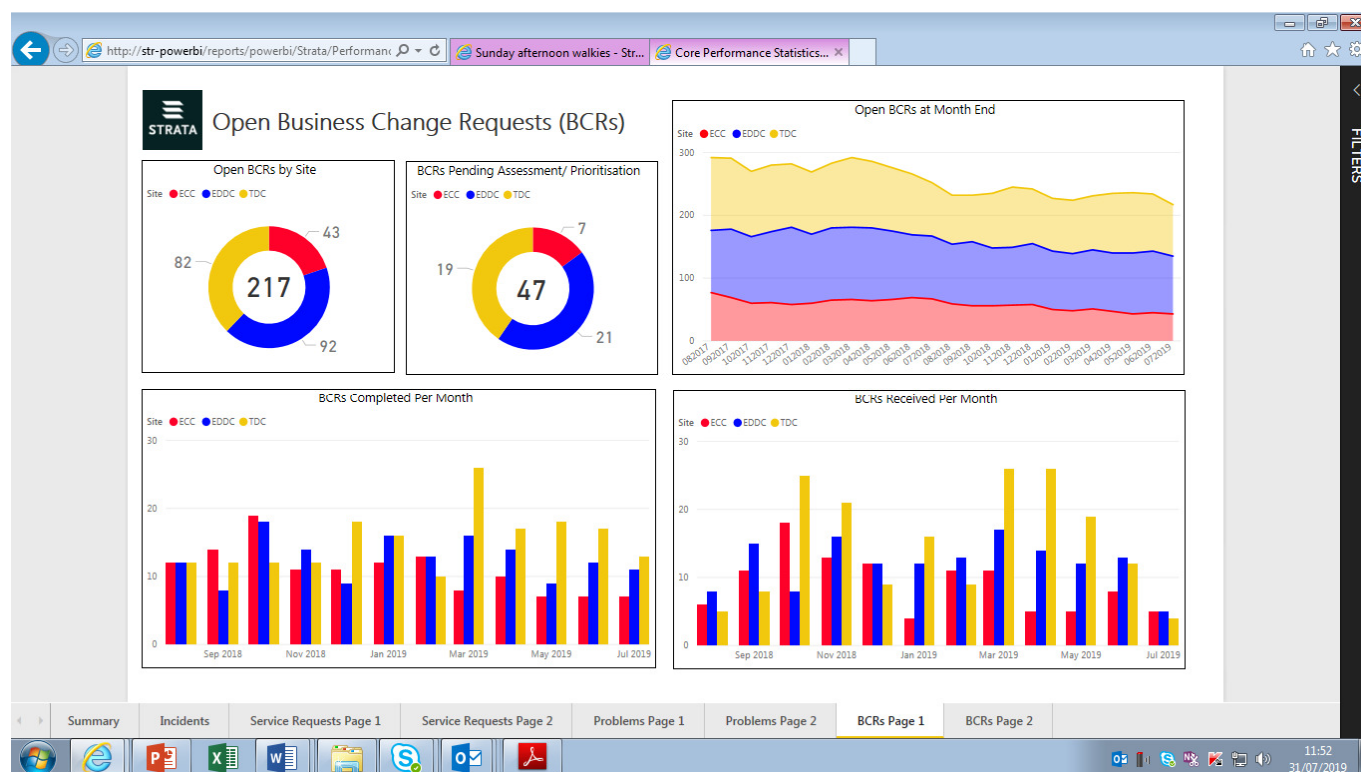 http://str-powerbi/reports/powerbi/Strata/Performanc
Sunday afternoon walkies - Str...
Core Performance Statistics...
STRATA
Open Business Change Requests (BCRs)
FILTERS
Open BCRs by Site
Site ECC EDDC TDC
43
82
217
92
BCRs Pending Assessment/ Prioritisation
Site ECC EDDC TDC
7
19
47
21
Open BCRs at Month End
Site ECC EDDC TDC
300
200
100
0
082017 092017 102017 112017 122017 012018 022018 032018 042018 052018 062018 072018 082018 092018 102018 112018 122018 012019 022019 032019 042019 052019 062019 072019
BCRs Completed Per Month
Site ECC EDDC TDC
30
20
10
0
Sep 2018 Nov 2018 Jan 2019 Mar 2019 May 2019 Jul 2019
BCRs Received Per Month
Site ECC EDDC TDC
30
20
10
0
Sep 2018 Nov 2018 Jan 2019 Mar 2019 May 2019 Jul 2019
Summary Incidents Service Requests Page 1 Service Requests Page 2 Problems Page 1 Problems Page 2 BCRs Page 1 BCRs Page 2
11:52
31/07/2019